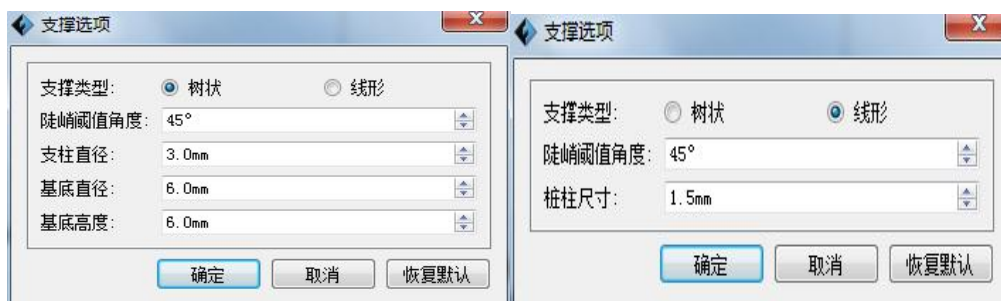 支撑选项
支撑类型: 树状 线形
陡峭阈值角度: 45°
支柱直径: 3.0mm
基底直径: 6.0mm
基底高度: 6.0mm
确定 取消 恢复默认
支撑选项
支撑类型: 树状 线形
陡峭阈值角度: 45°
桩柱尺寸: 1.5mm
确定 取消 恢复默认